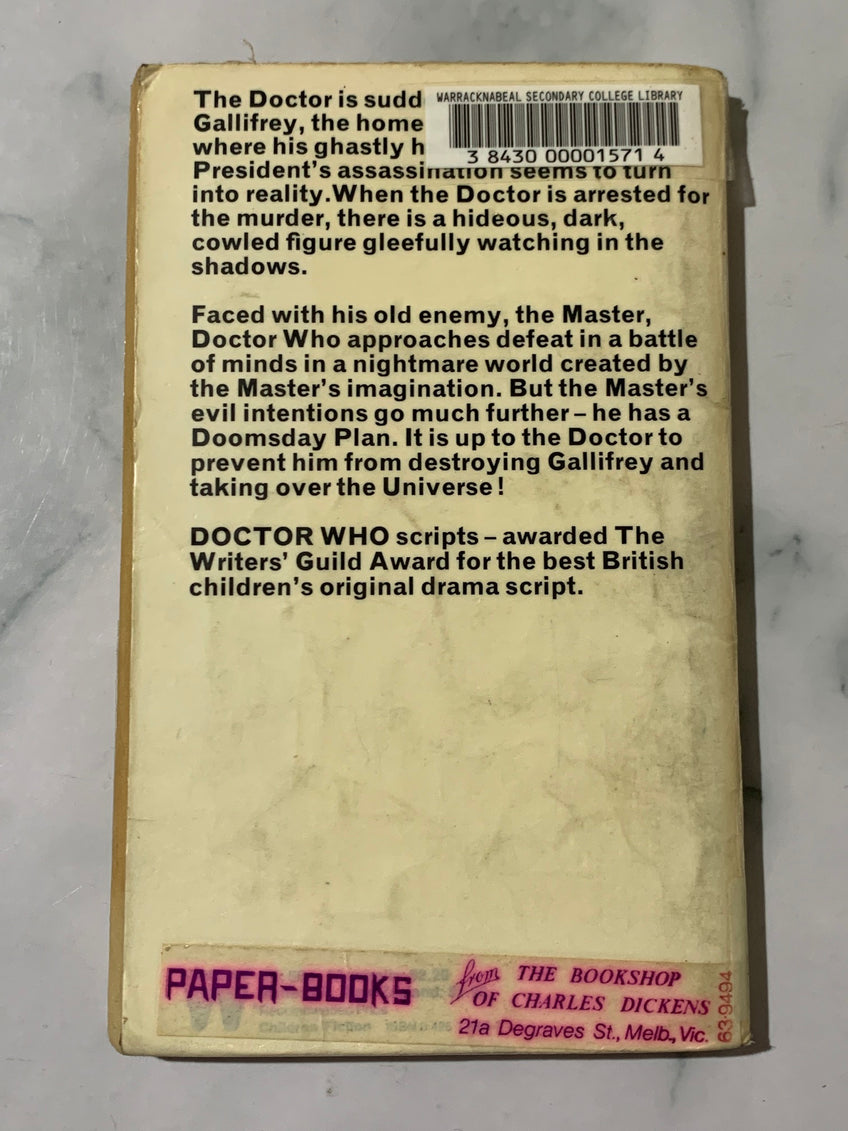 WARRACKNABEAL SECONDARY COLLEGE LIBRARY
3 8430 00001571 4
The Doctor is sudd
Gallifrey, the home
where his ghastly h
President's assassination seems to turn
into reality.When the Doctor is arrested for
the murder, there is a hideous, dark,
cowled figure gleefully watching in the
shadows.
Faced with his old enemy, the Master,
Doctor Who approaches defeat in a battle
of minds in a nightmare world created by
the Master's imagination. But the Master's
evil intentions go much further – he has a
Doomsday Plan. It is up to the Doctor to
prevent him from destroying Gallifrey and
taking over the Universe!
DOCTOR WHO scripts – awarded The
Writers' Guild Award for the best British
children's original drama script.
PAPER-BOOKS
from THE BOOKSHOP
OF CHARLES DICKENS
21a Degraves St., Melb., Vic.
63-9494
Children/Fiction ISBN